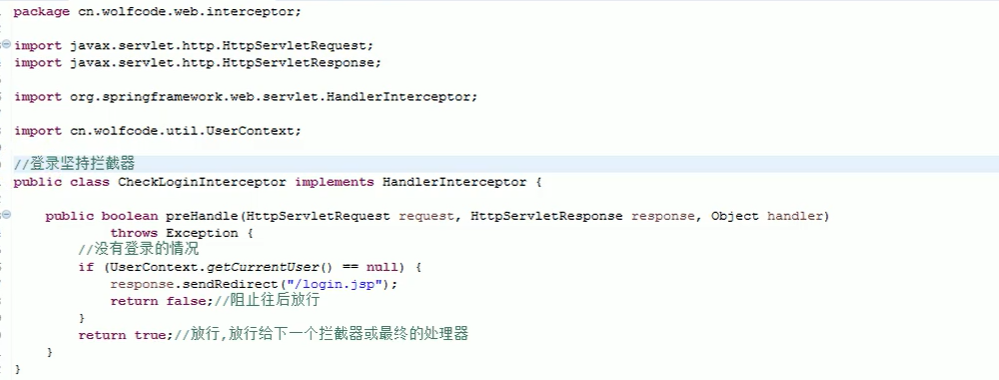 package cn.wolfcode.web.interceptor;
import javax.servlet.http.HttpServletRequest;
import javax.servlet.http.HttpServletResponse;
import org.springframework.web.servlet.HandlerInterceptor;
import cn.wolfcode.util.UserContext;
//登录坚持拦截器
public class CheckLoginInterceptor implements HandlerInterceptor {
public boolean preHandle(HttpServletRequest request, HttpServletResponse response, Object handler)
throws Exception {
//没有登录的情况
if (UserContext.getCurrentUser() == null) {
response.sendRedirect("/login.jsp");
return false;//阻止往后放行
}
return true;//放行,放行给下一个拦截器或最终的处理器
}
}